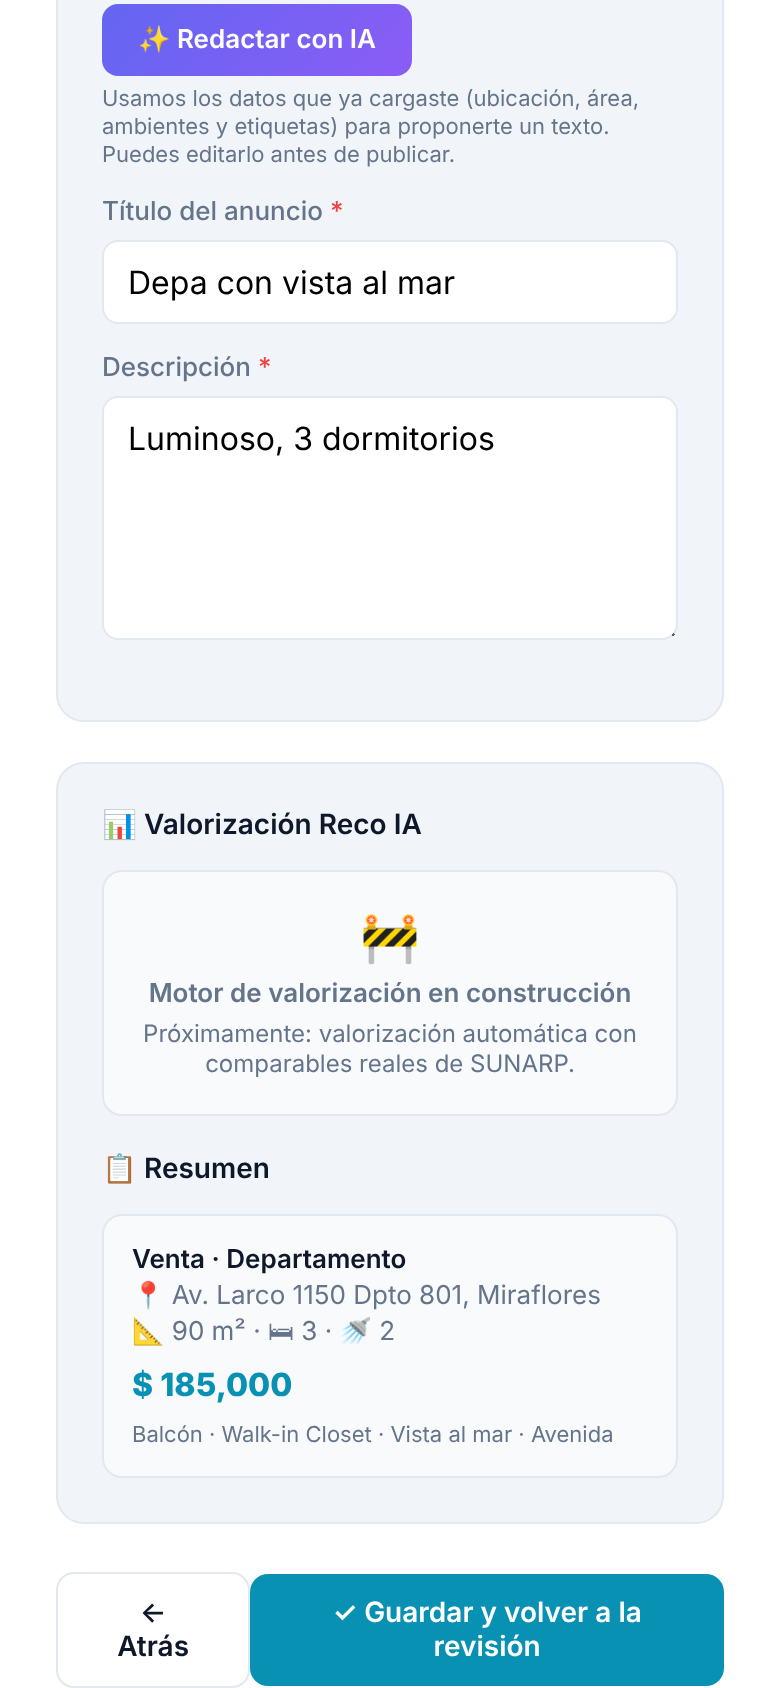 ✨ Redactar con IA
Usamos los datos que ya cargaste (ubicación, área,
ambientes y etiquetas) para proponerte un texto.
Puedes editarlo antes de publicar.
Título del anuncio *
Depa con vista al mar
Descripción *
Luminoso, 3 dormitorios
📊 Valorización Reco IA
🚧
Motor de valorización en construcción
Próximamente: valorización automática con
comparables reales de SUNARP.
📋 Resumen
Venta · Departamento
📍 Av. Larco 1150 Dpto 801, Miraflores
📐 90 m² · 🛏 3 · 🚿 2
$ 185,000
Balcón · Walk-in Closet · Vista al mar · Avenida
←
Atrás
✓ Guardar y volver a la
revisión